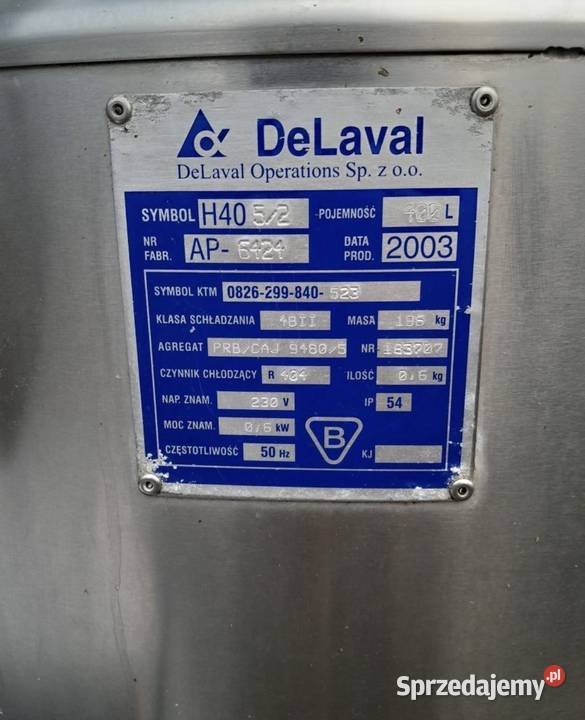 DeLaval
DeLaval Operations Sp. z o.o.
SYMBOL H40 5/2 POJEMNOŚĆ 400 L
NR FABR. AP- 6424 DATA PROD. 2003
SYMBOL KTM 0826-299-840-523
KLASA SCHŁADZANIA 4BII MASA 196 kg
AGREGAT PRB/CAJ 9480/5 NR 183707
CZYNNIK CHŁODZĄCY R 404 ILOŚĆ 0,6 kg
NAP. ZNAM. 230 V IP 54
MOC ZNAM. 0,6 kW B
CZĘSTOTLIWOŚĆ 50 Hz KJ
Sprzedajemy.pl